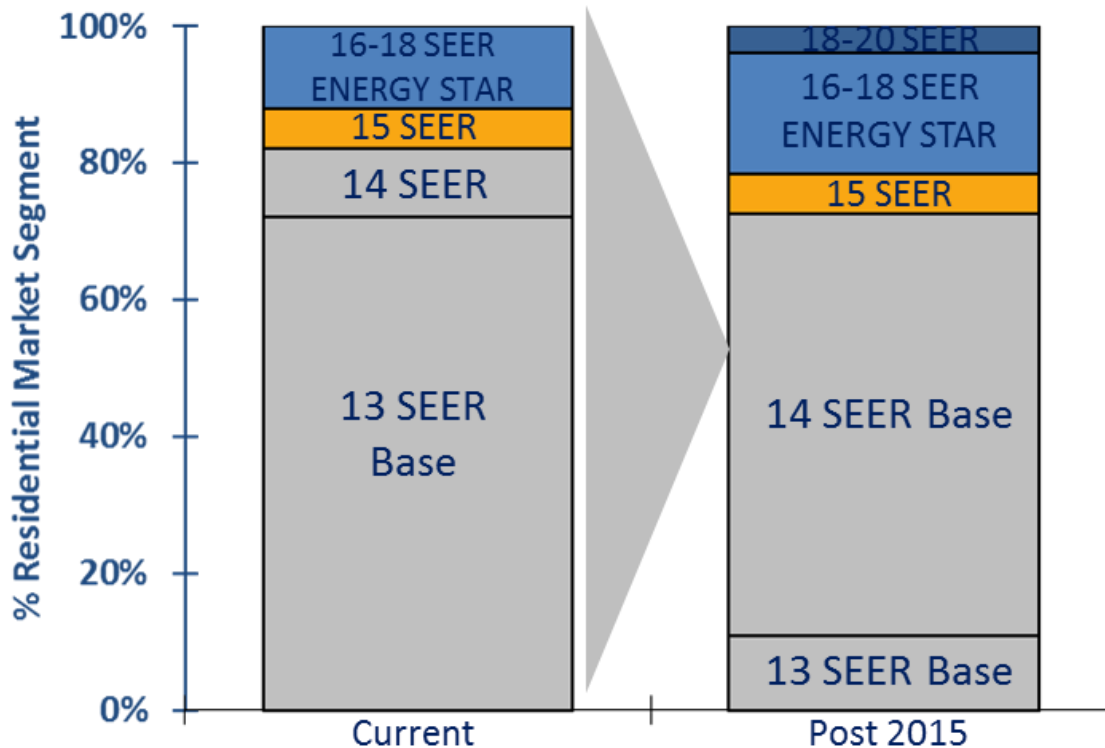 % Residential Market Segment
100%
80%
60%
40%
20%
0%
16-18 SEER
ENERGY STAR
15 SEER
14 SEER
13 SEER
Base
Current
18-20 SEER
16-18 SEER
ENERGY STAR
15 SEER
14 SEER Base
13 SEER Base
Post 2015